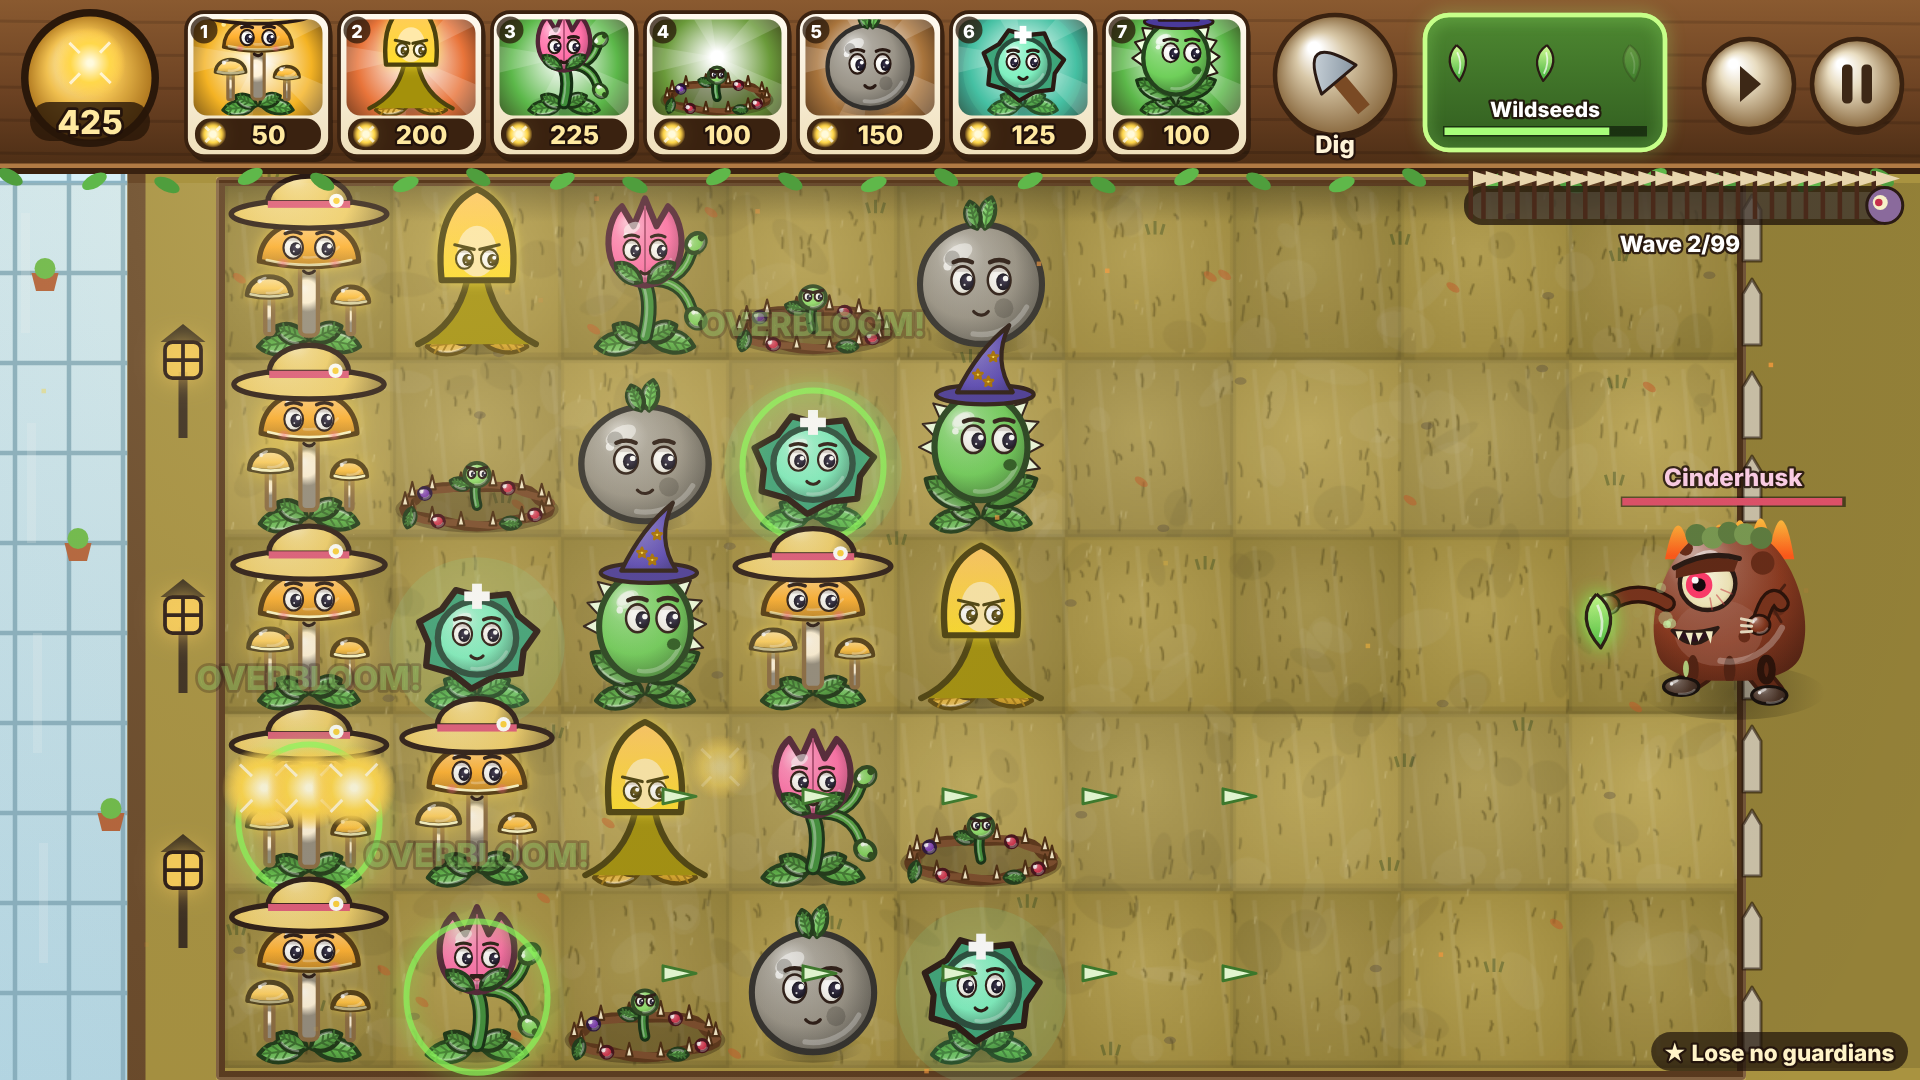 425
1
50
2
200
3
225
4
100
5
150
6
125
7
100
Dig
Wildseeds
Wave 2/99
OVERBLOOM!
Cinderhusk
OVERBLOOM!
OVERBLOOM!
★ Lose no guardians